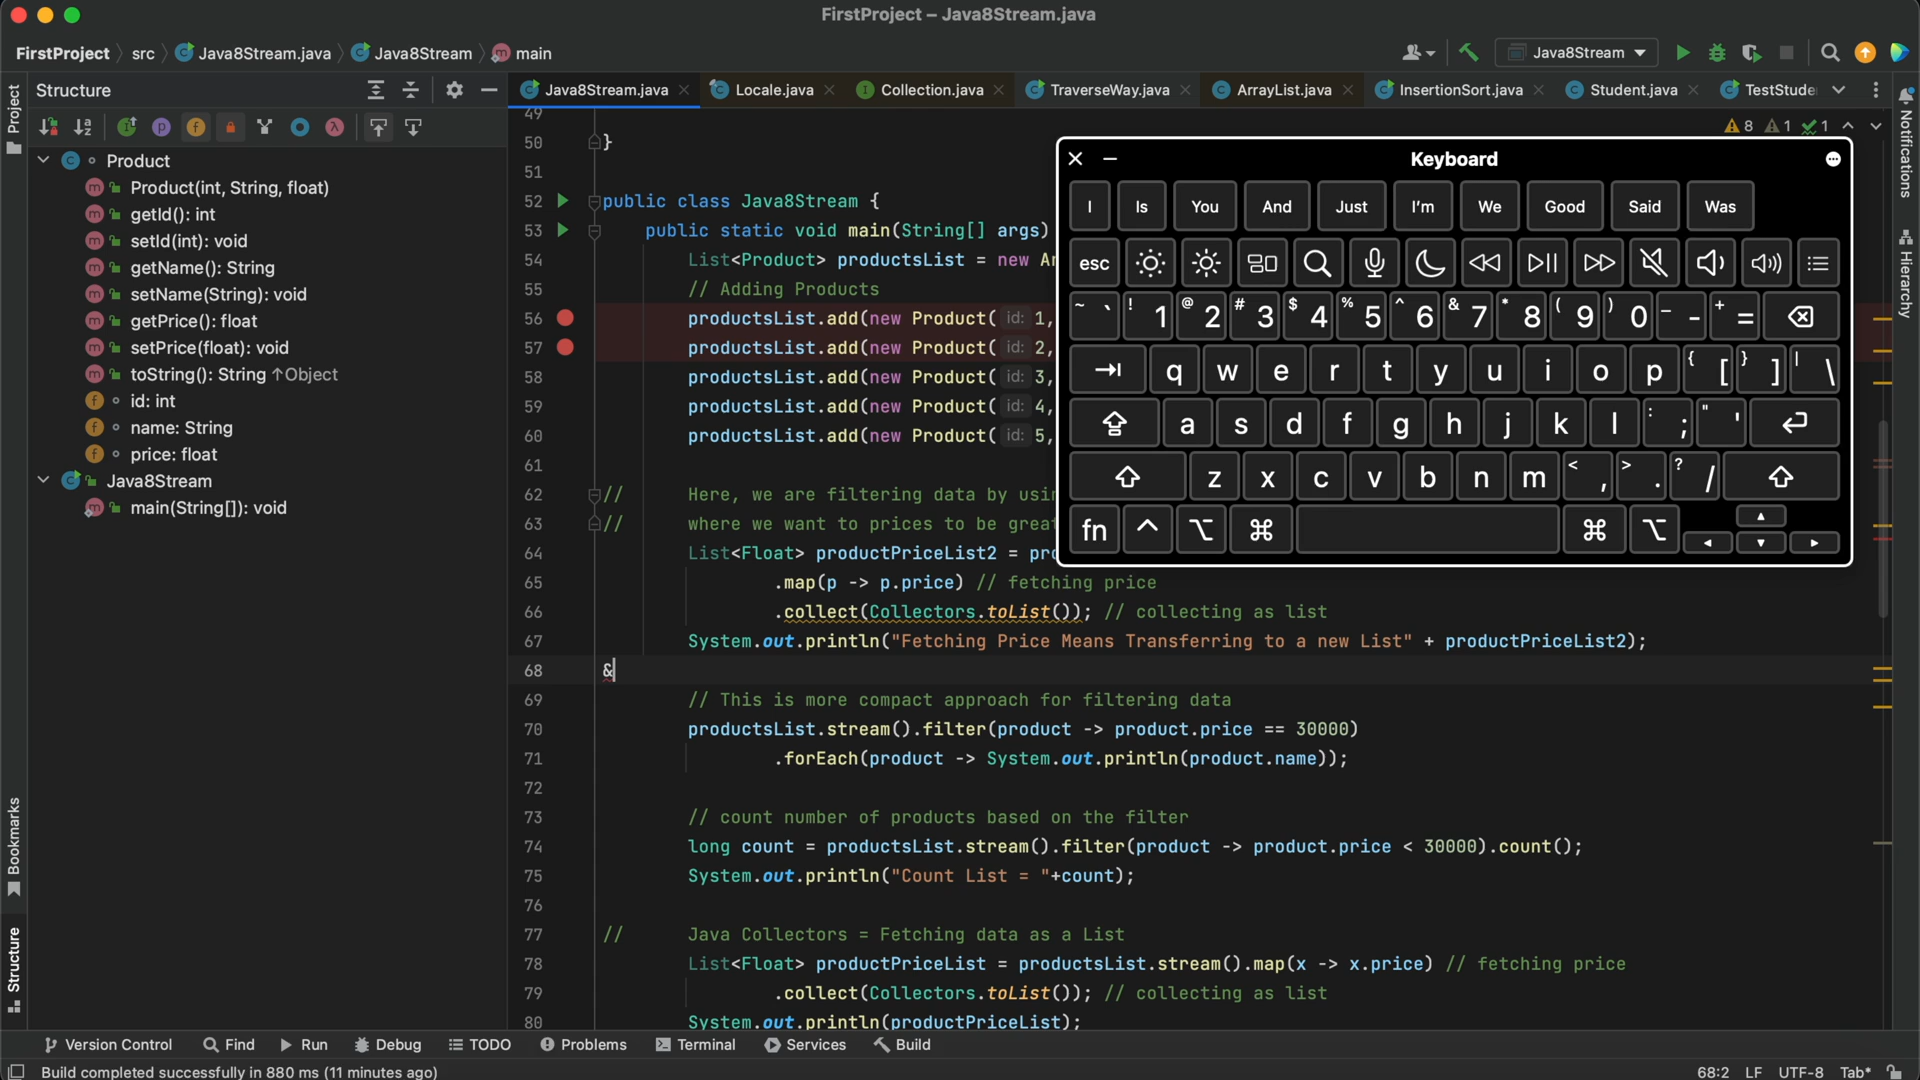 FirstProject – Java8Stream.java
FirstProject src Java8Stream.java Java8Stream main
Java8Stream
Project
Structure
Java8Stream.java Locale.java Collection.java TraverseWay.java ArrayList.java InsertionSort.java Student.java TestStude
Notifications
Hierarchy
8 1 1
Product
Product(int, String, float)
getId(): int
setId(int): void
getName(): String
setName(String): void
getPrice(): float
setPrice(float): void
toString(): String ↑Object
id: int
name: String
price: float
Java8Stream
main(String[]): void
49
50 }
51
52 public class Java8Stream {
53 public static void main(String[] args)
54 List<Product> productsList = new Ar
55 // Adding Products
56 productsList.add(new Product( id: 1,
57 productsList.add(new Product( id: 2,
58 productsList.add(new Product( id: 3,
59 productsList.add(new Product( id: 4,
60 productsList.add(new Product( id: 5,
61
62 // Here, we are filtering data by usin
63 // where we want to prices to be great
64 List<Float> productPriceList2 = pro
65 .map(p -> p.price) // fetching price
66 .collect(Collectors.toList()); // collecting as list
67 System.out.println("Fetching Price Means Transferring to a new List" + productPriceList2);
68 &
69 // This is more compact approach for filtering data
70 productsList.stream().filter(product -> product.price == 30000)
71 .forEach(product -> System.out.println(product.name));
72
73 // count number of products based on the filter
74 long count = productsList.stream().filter(product -> product.price < 30000).count();
75 System.out.println("Count List = "+count);
76
77 // Java Collectors = Fetching data as a List
78 List<Float> productPriceList = productsList.stream().map(x -> x.price) // fetching price
79 .collect(Collectors.toList()); // collecting as list
80 System.out.println(productPriceList);
Keyboard
I Is You And Just I'm We Good Said Was
esc
~ ` ! 1 @ 2 # 3 $ 4 % 5 ^ 6 & 7 * 8 ( 9 ) 0 _ - + =
q w e r t y u i o p { [ } ] | \
a s d f g h j k l : ; " '
z x c v b n m < , > . ? /
fn ^ ⌥ ⌘ ⌘ ⌥
Bookmarks
Structure
Version Control Find Run Debug TODO Problems Terminal Services Build
Build completed successfully in 880 ms (11 minutes ago)
68:2 LF UTF-8 Tab*